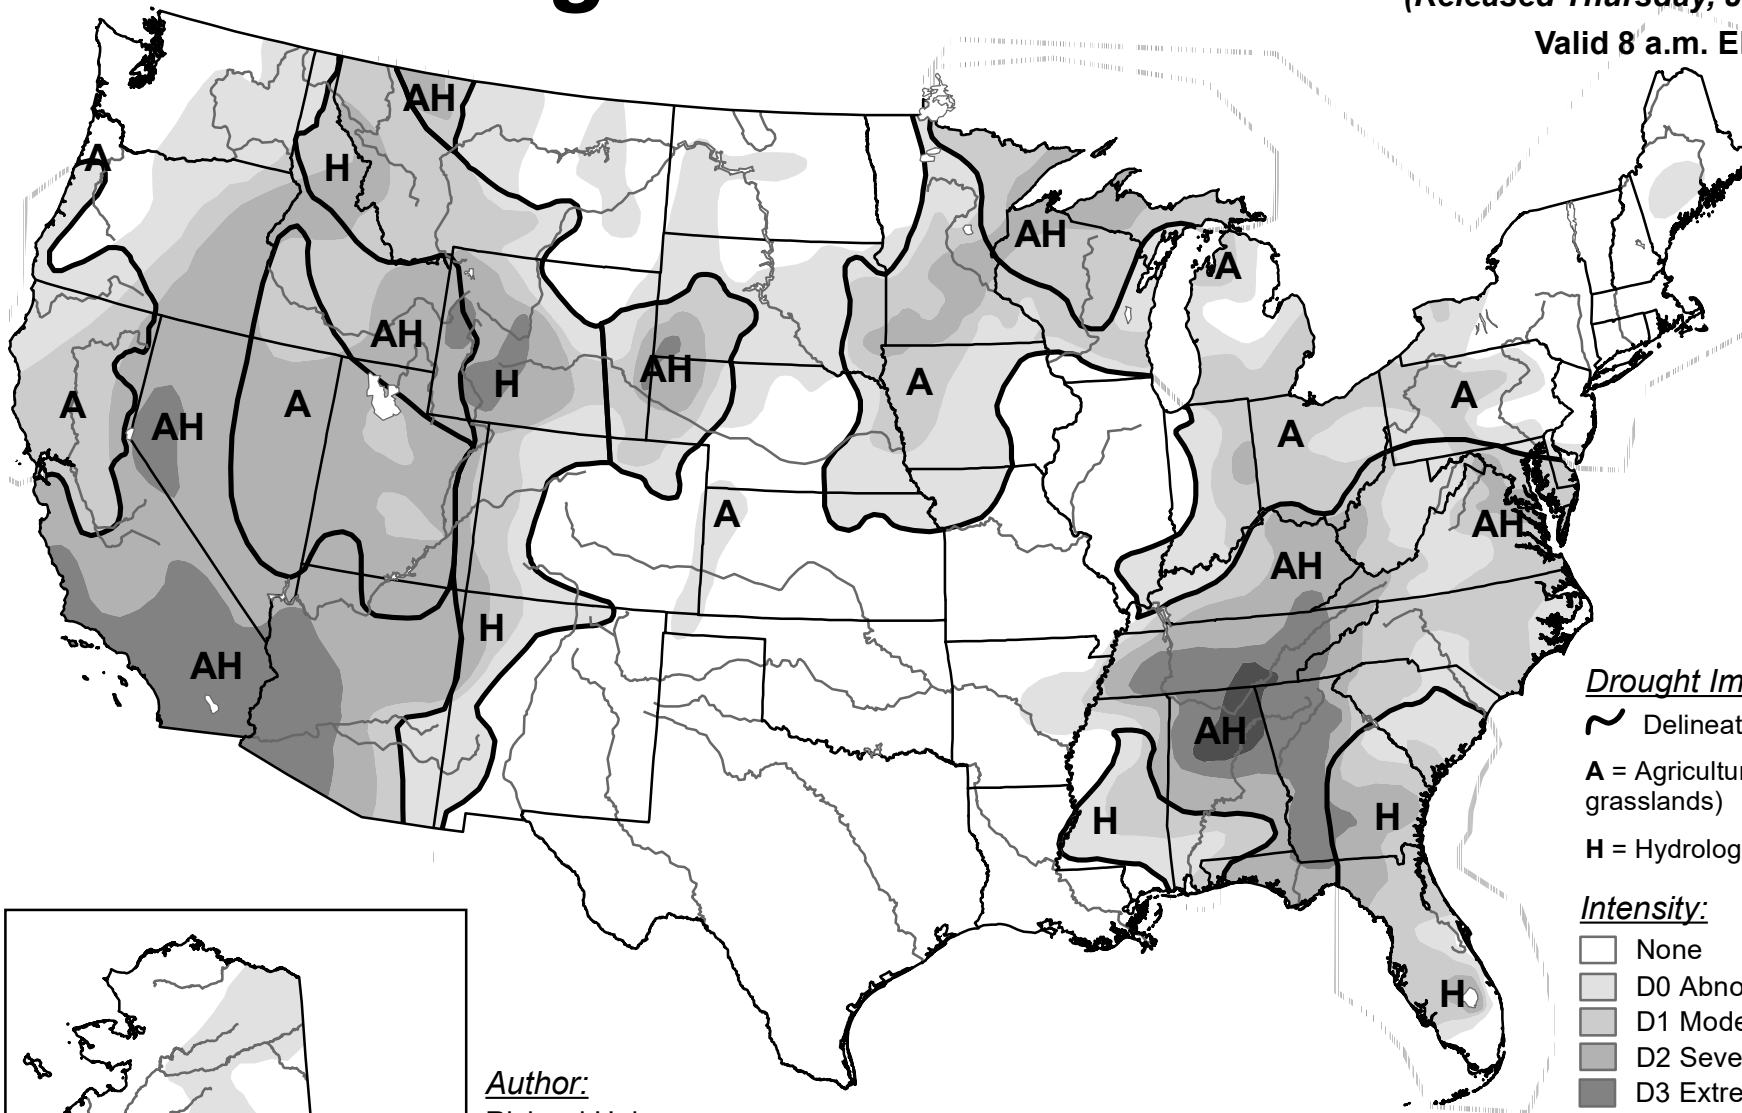 g
(Released Thursday, J
Valid 8 a.m. E
AH
A
H
AH
A
AH
H
AH
A
A
A
AH
A
A
A
AH
AH
H
AH
AH
H
H
H
Drought Im
Delineat
A = Agricultur
grasslands)
H = Hydrolog
Intensity:
None
D0 Abno
D1 Mode
D2 Seve
D3 Extre
Author: